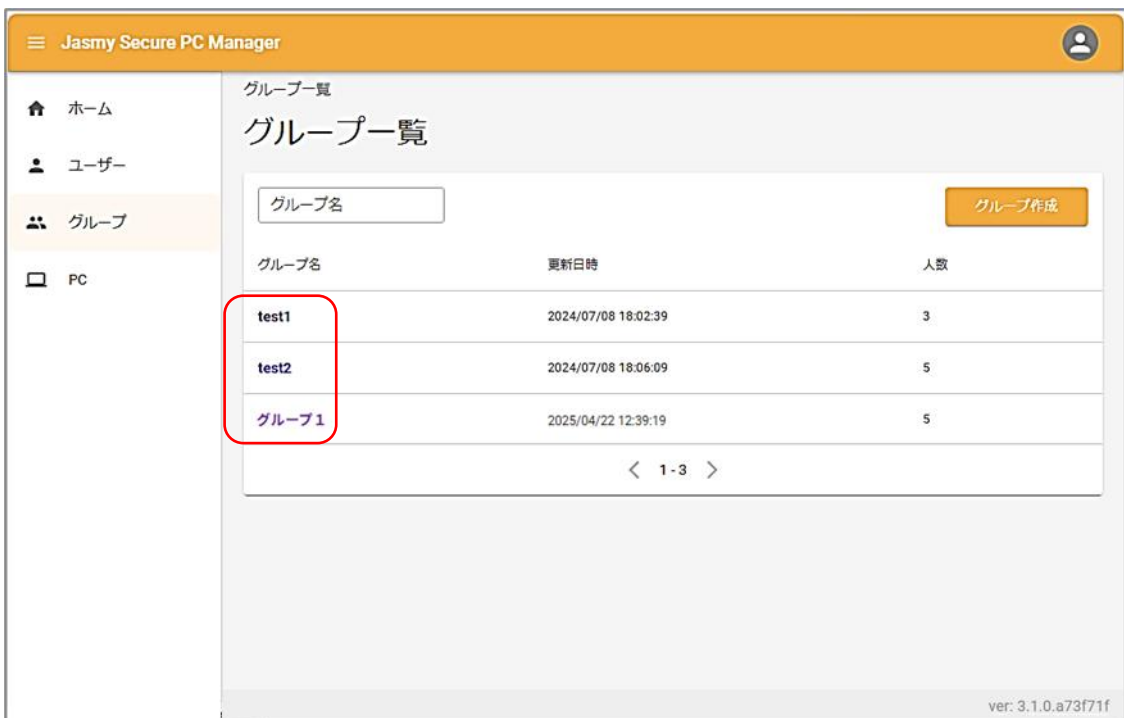 Jasmy Secure PC Manager
ホーム
ユーザー
グループ
PC
グループ一覧
グループ一覧
グループ名
グループ作成
グループ名 更新日時 人数
test1 2024/07/08 18:02:39 3
test2 2024/07/08 18:06:09 5
グループ１ 2025/04/22 12:39:19 5
1 - 3
ver: 3.1.0.a73f71f